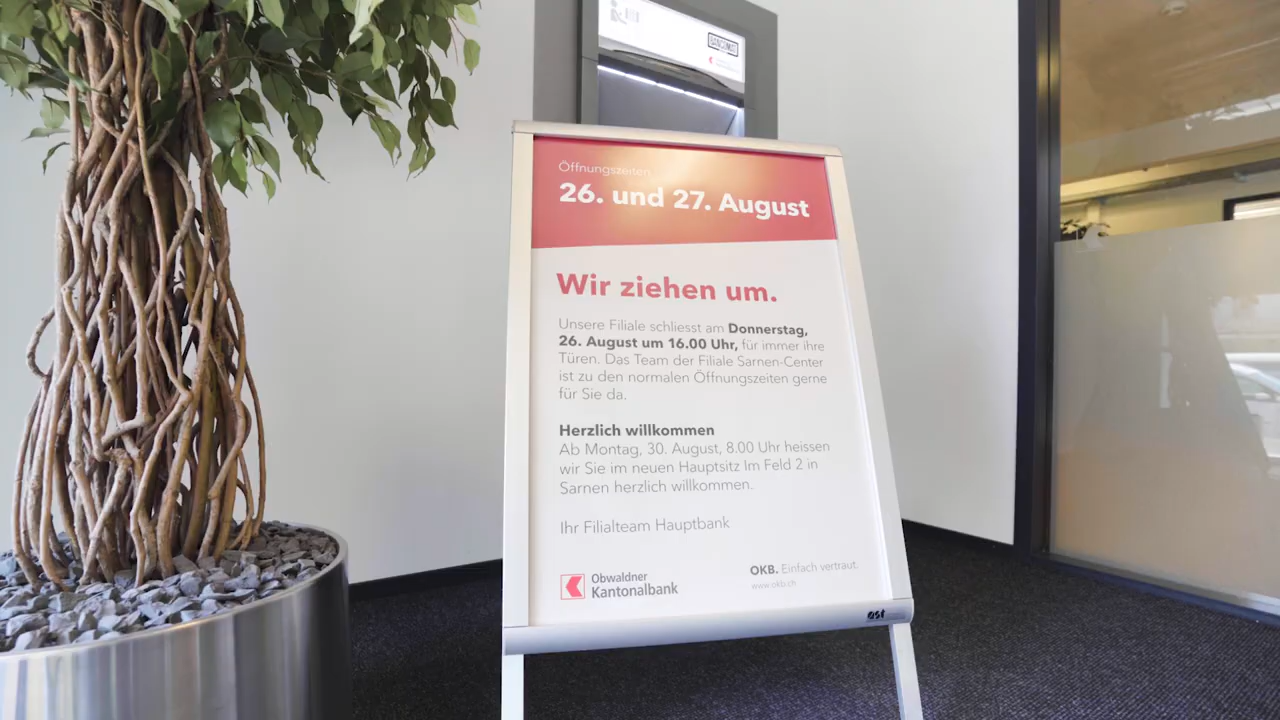 BANCOMAT
Öffnungszeiten
26. und 27. August
Wir ziehen um.
Unsere Filiale schliesst am Donnerstag,
26. August um 16.00 Uhr, für immer ihre
Türen. Das Team der Filiale Sarnen-Center
ist zu den normalen Öffnungszeiten gerne
für Sie da.
Herzlich willkommen
Ab Montag, 30. August, 8.00 Uhr heissen
wir Sie im neuen Hauptsitz Im Feld 2 in
Sarnen herzlich willkommen.
Ihr Filialteam Hauptbank
Obwaldner
Kantonalbank
OKB. Einfach vertraut.
www.okb.ch
ast